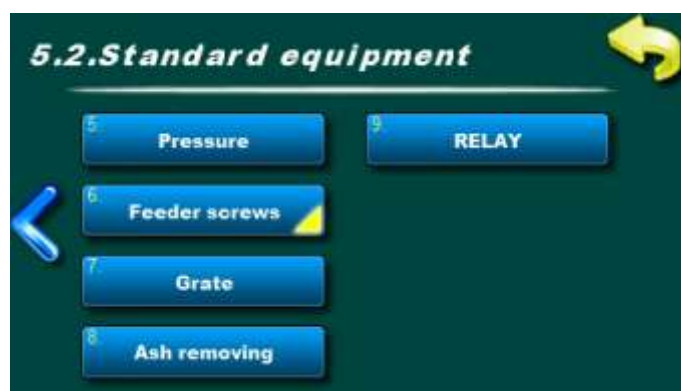 5.2.Standard equipment
5.
Pressure
6.
Feeder screws
7.
Grate
8.
Ash removing
9.
RELAY